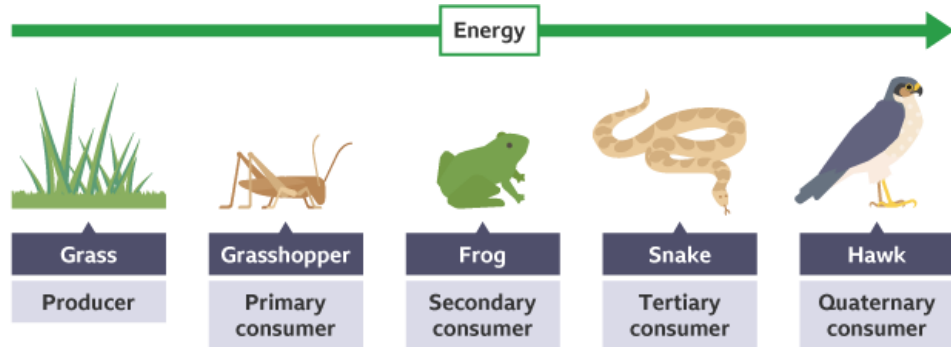 Energy
Grass
Grasshopper
Frog
Snake
Hawk
Producer
Primary
consumer
Secondary
consumer
Tertiary
consumer
Quaternary
consumer